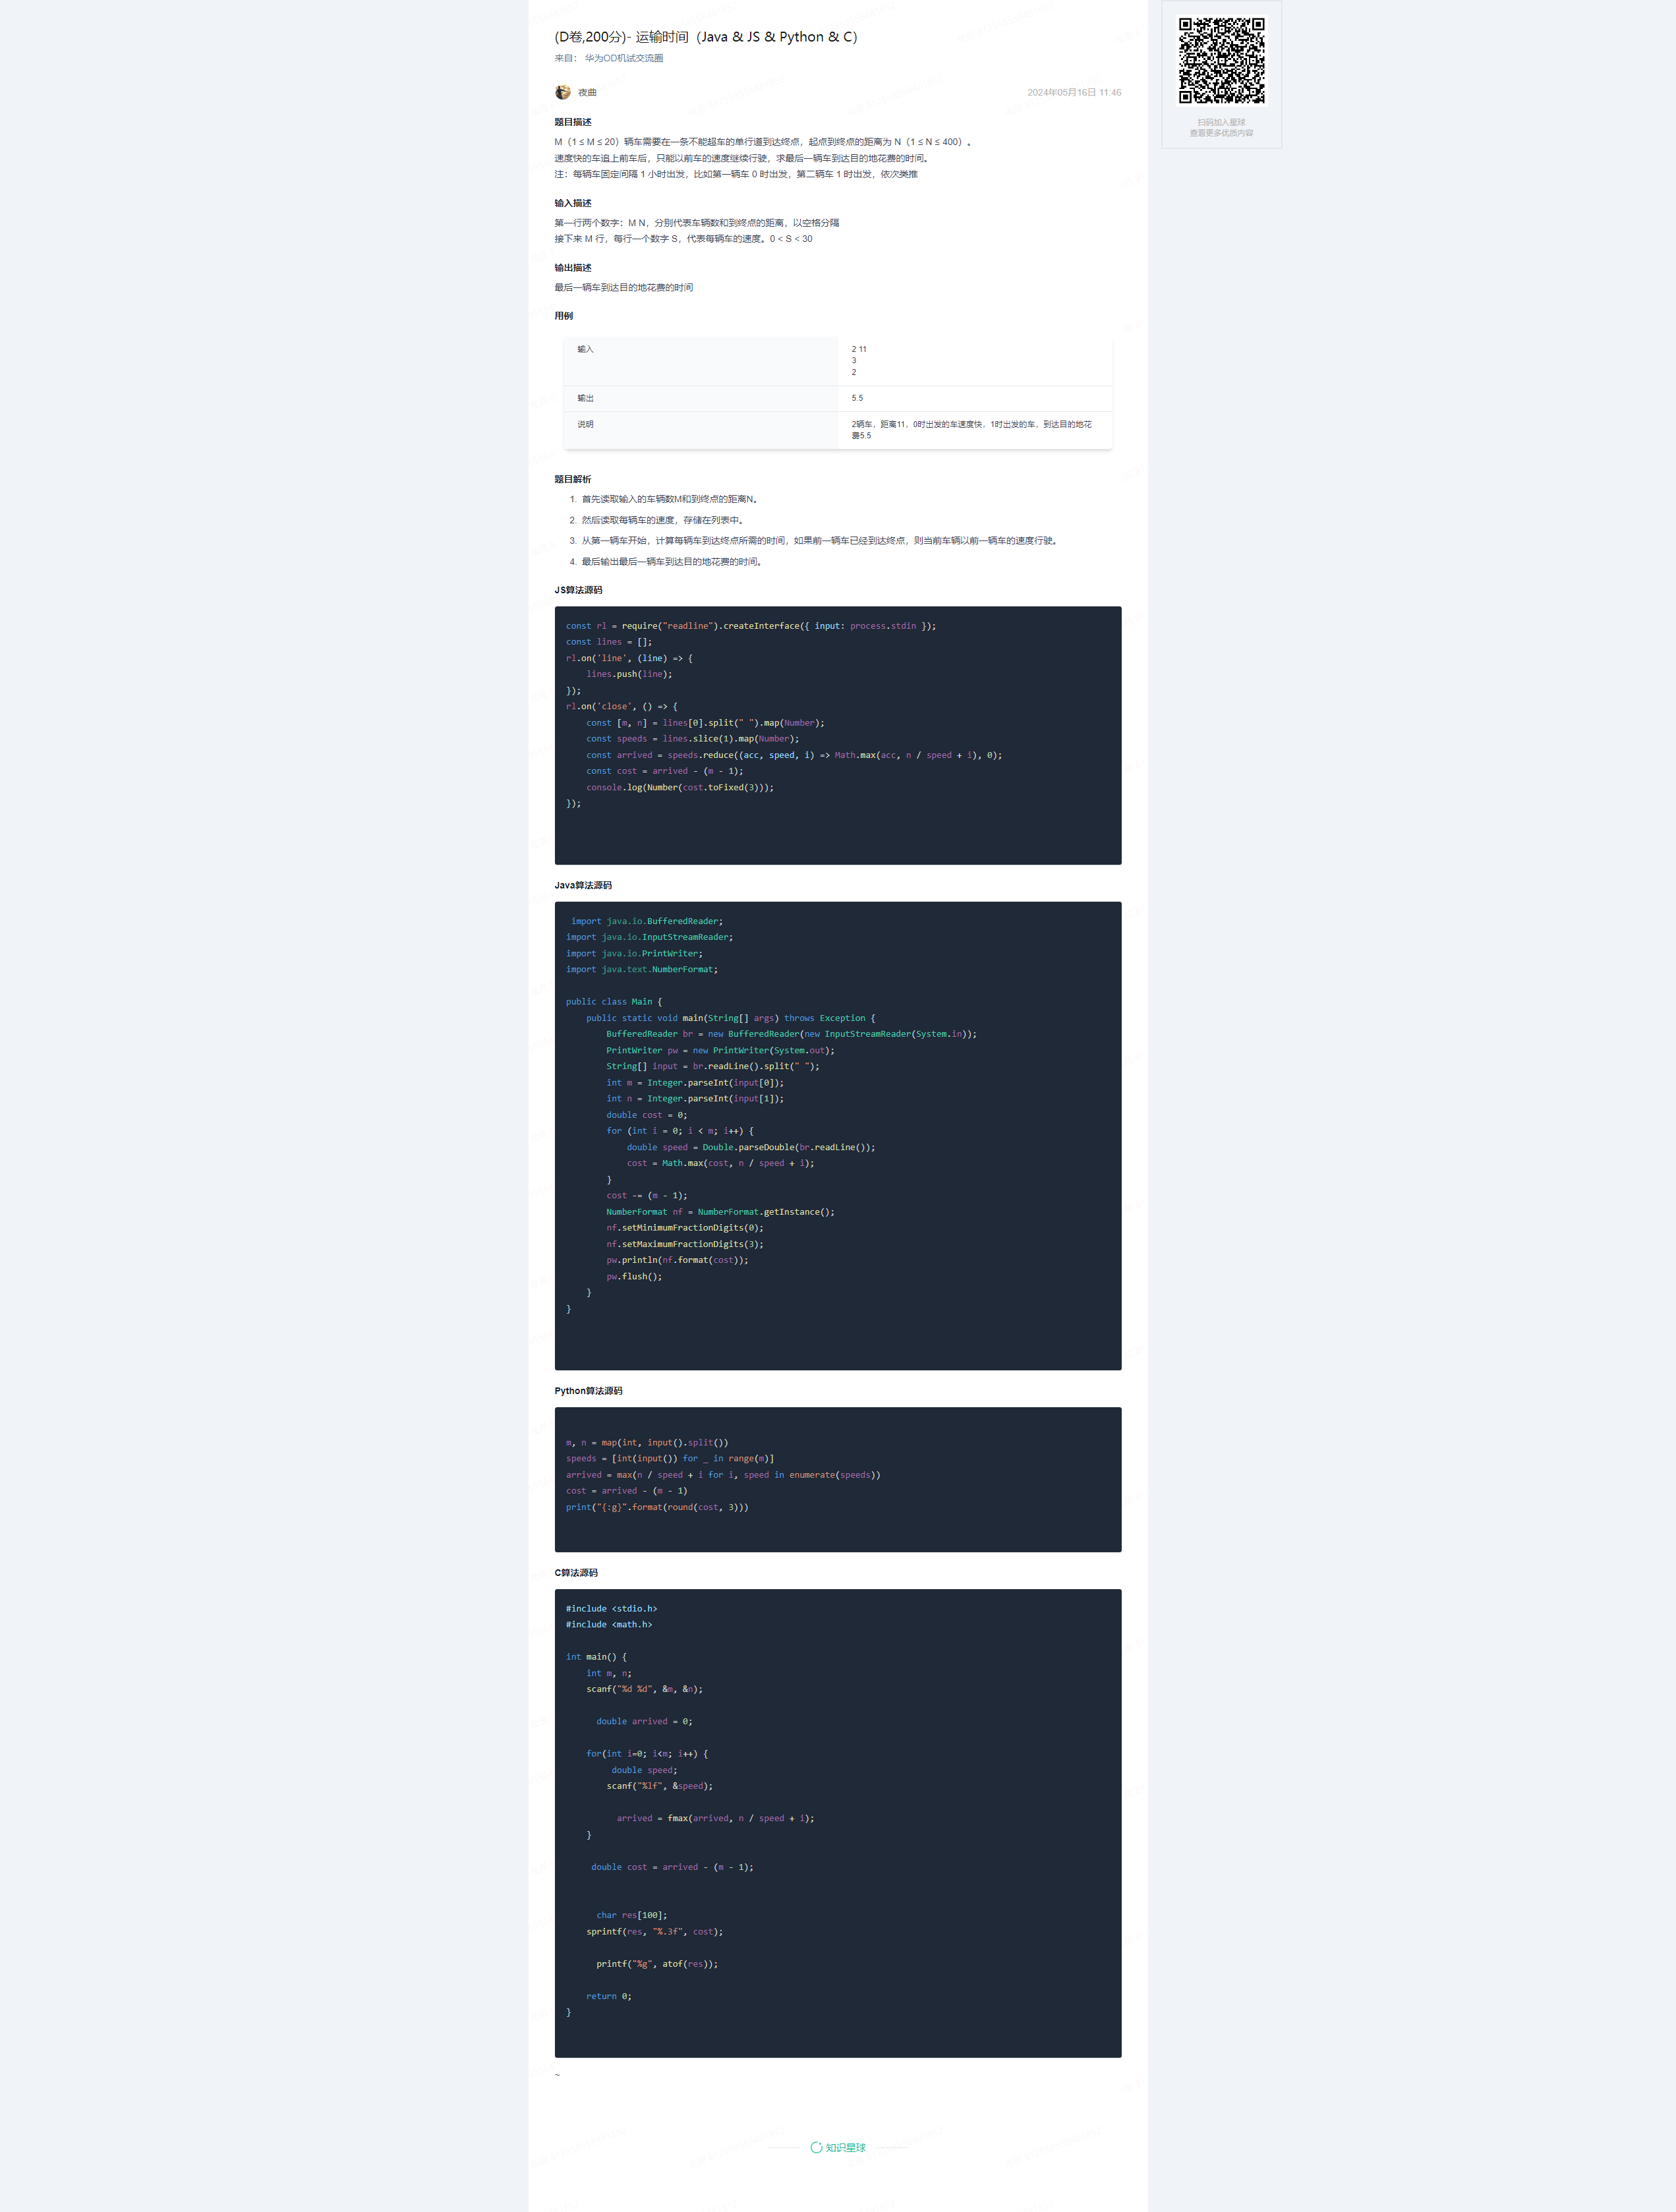 (D卷,200分)- 运输时间（Java & JS & Python & C）
来自： 华为OD机试交流圈
夜曲
2024年05月16日 11:46
扫码加入星球
查看更多优质内容
题目描述
M（1 ≤ M ≤ 20）辆车需要在一条不能超车的单行道到达终点，起点到终点的距离为 N（1 ≤ N ≤ 400）。
速度快的车追上前车后，只能以前车的速度继续行驶，求最后一辆车到达目的地花费的时间。
注：每辆车固定间隔 1 小时出发，比如第一辆车 0 时出发，第二辆车 1 时出发，依次类推
输入描述
第一行两个数字：M N，分别代表车辆数和到终点的距离，以空格分隔
接下来 M 行，每行一个数字 S，代表每辆车的速度。0 < S < 30
输出描述
最后一辆车到达目的地花费的时间
用例
输入
2 11
3
2
输出
5.5
说明
2辆车，距离11，0时出发的车速度快，1时出发的车，到达目的地花
费5.5
题目解析
1. 首先读取输入的车辆数M和到终点的距离N。
2. 然后读取每辆车的速度，存储在列表中。
3. 从第一辆车开始，计算每辆车到达终点所需的时间，如果前一辆车已经到达终点，则当前车辆以前一辆车的速度行驶。
4. 最后输出最后一辆车到达目的地花费的时间。
JS算法源码
const rl = require("readline").createInterface({ input: process.stdin });
const lines = [];
rl.on('line', (line) => {
    lines.push(line);
});
rl.on('close', () => {
    const [m, n] = lines[0].split(" ").map(Number);
    const speeds = lines.slice(1).map(Number);
    const arrived = speeds.reduce((acc, speed, i) => Math.max(acc, n / speed + i), 0);
    const cost = arrived - (m - 1);
    console.log(Number(cost.toFixed(3)));
});
Java算法源码
import java.io.BufferedReader;
import java.io.InputStreamReader;
import java.io.PrintWriter;
import java.text.NumberFormat;
public class Main {
    public static void main(String[] args) throws Exception {
        BufferedReader br = new BufferedReader(new InputStreamReader(System.in));
        PrintWriter pw = new PrintWriter(System.out);
        String[] input = br.readLine().split(" ");
        int m = Integer.parseInt(input[0]);
        int n = Integer.parseInt(input[1]);
        double cost = 0;
        for (int i = 0; i < m; i++) {
            double speed = Double.parseDouble(br.readLine());
            cost = Math.max(cost, n / speed + i);
        }
        cost -= (m - 1);
        NumberFormat nf = NumberFormat.getInstance();
        nf.setMinimumFractionDigits(0);
        nf.setMaximumFractionDigits(3);
        pw.println(nf.format(cost));
        pw.flush();
    }
}
Python算法源码
m, n = map(int, input().split())
speeds = [int(input()) for _ in range(m)]
arrived = max(n / speed + i for i, speed in enumerate(speeds))
cost = arrived - (m - 1)
print("{:g}".format(round(cost, 3)))
C算法源码
#include <stdio.h>
#include <math.h>
int main() {
    int m, n;
    scanf("%d %d", &m, &n);
    double arrived = 0;
    for(int i=0; i<m; i++) {
        double speed;
        scanf("%lf", &speed);
        arrived = fmax(arrived, n / speed + i);
    }
    double cost = arrived - (m - 1);
    char res[100];
    sprintf(res, "%.3f", cost);
    printf("%g", atof(res));
    return 0;
}
~
知识星球